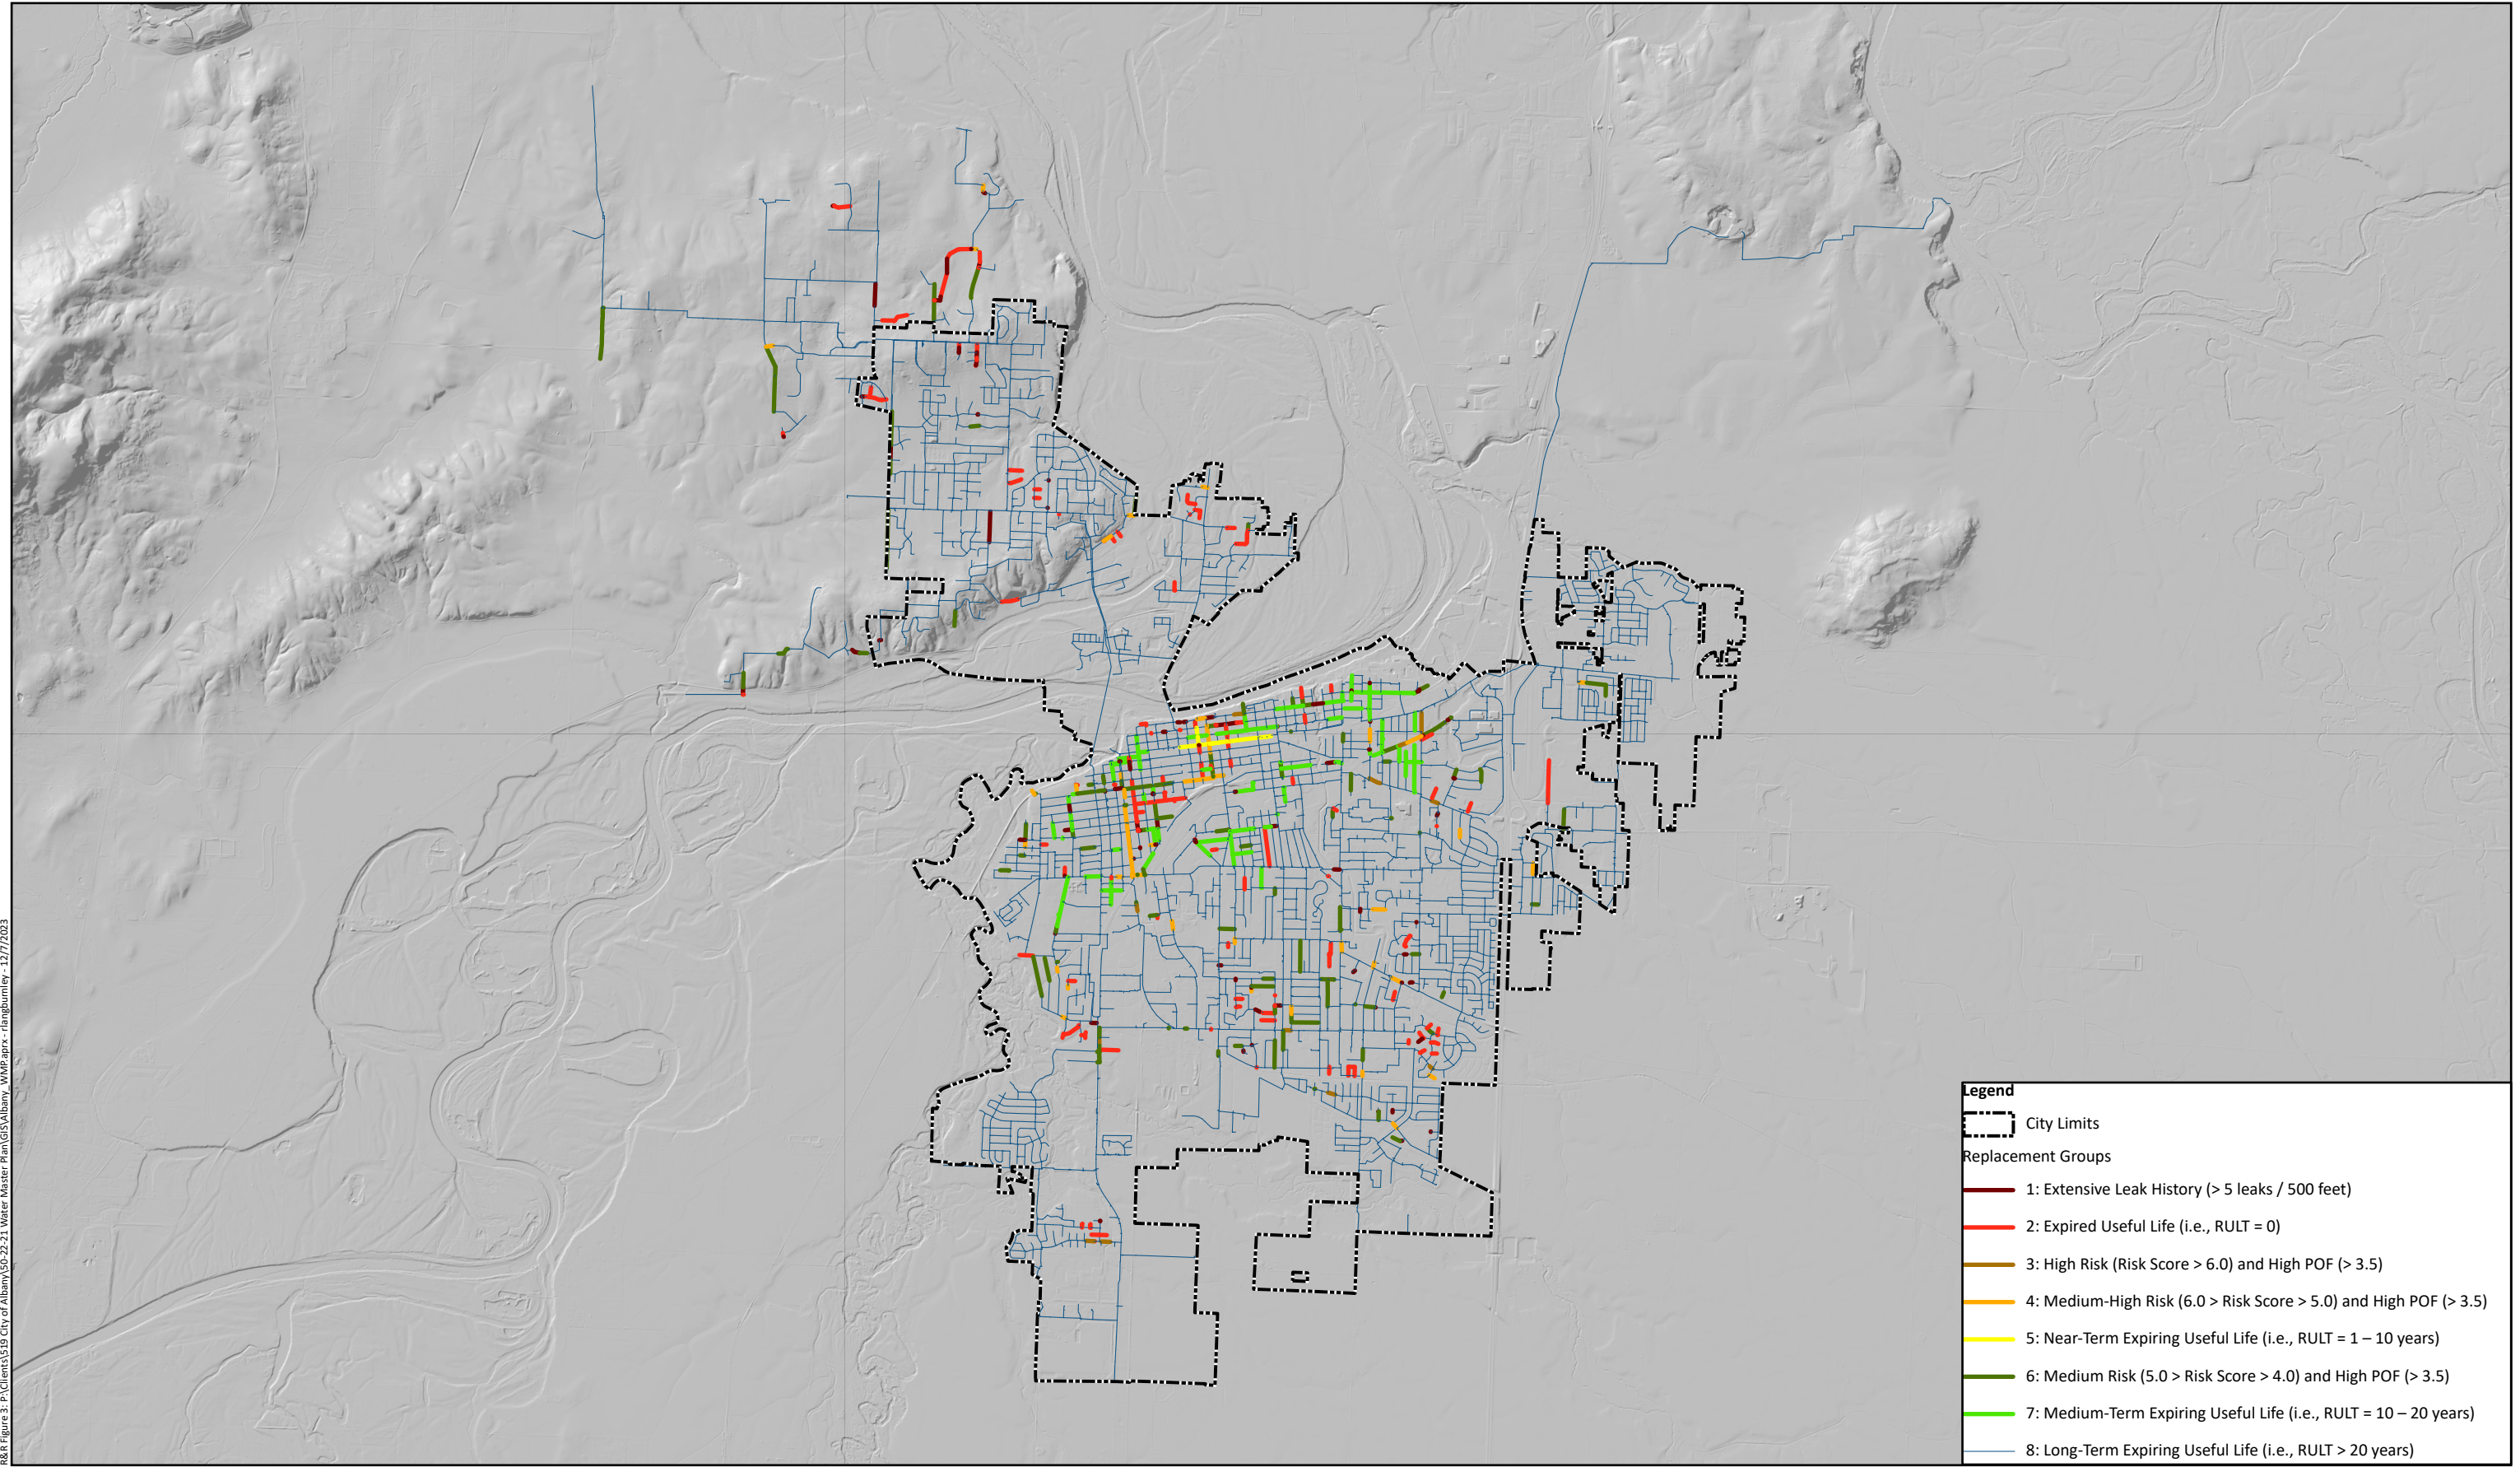 Legend
City Limits
Replacement Groups
1: Extensive Leak History (> 5 leaks / 500 feet)
2: Expired Useful Life (i.e., RULT = 0)
3: High Risk (Risk Score > 6.0) and High POF (> 3.5)
4: Medium-High Risk (6.0 > Risk Score > 5.0) and High POF (> 3.5)
5: Near-Term Expiring Useful Life (i.e., RULT = 1 – 10 years)
6: Medium Risk (5.0 > Risk Score > 4.0) and High POF (> 3.5)
7: Medium-Term Expiring Useful Life (i.e., RULT = 10 – 20 years)
8: Long-Term Expiring Useful Life (i.e., RULT > 20 years)
R&R Figure 3: P:\Clients\519 City of Albany\50-22-21 Water Master Plan\GIS\Albany_WMP.aprx - rlangbumley - 12/7/2023